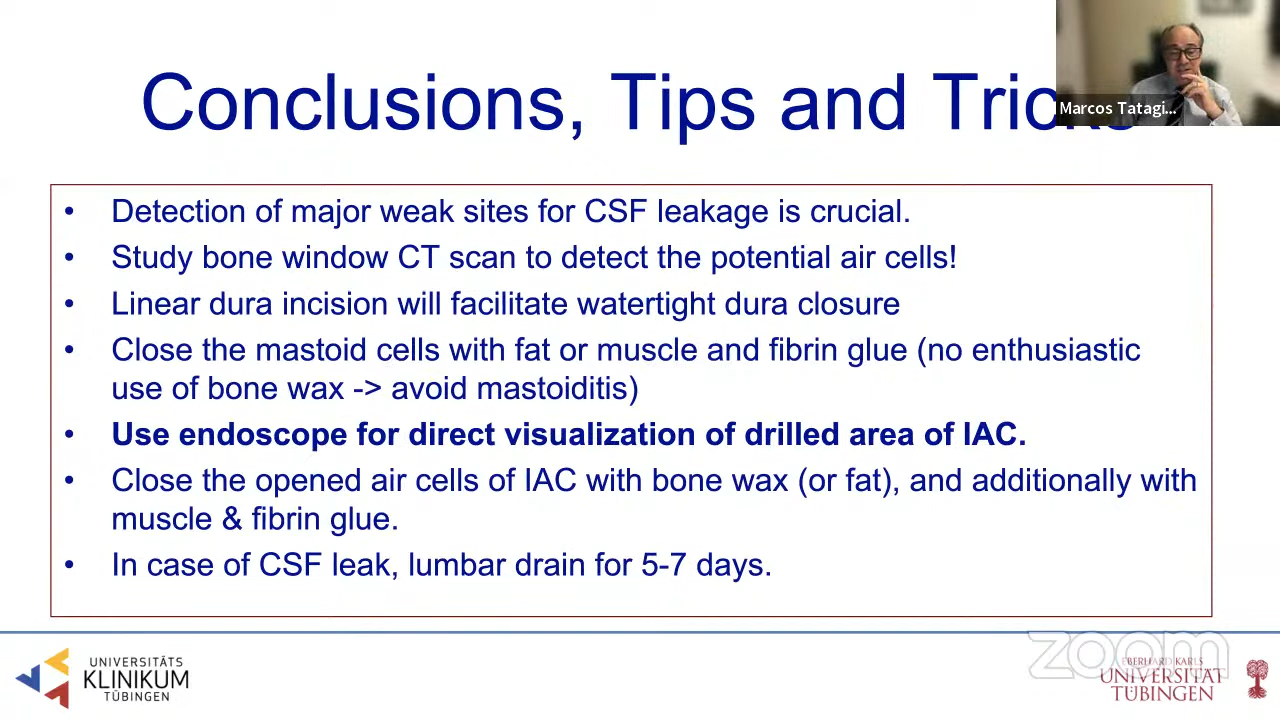 Conclusions, Tips and Tricks
Marcos Tatagi...
• Detection of major weak sites for CSF leakage is crucial.
• Study bone window CT scan to detect the potential air cells!
• Linear dura incision will facilitate watertight dura closure
• Close the mastoid cells with fat or muscle and fibrin glue (no enthusiastic
use of bone wax -> avoid mastoiditis)
• Use endoscope for direct visualization of drilled area of IAC.
• Close the opened air cells of IAC with bone wax (or fat), and additionally with
muscle & fibrin glue.
• In case of CSF leak, lumbar drain for 5-7 days.
UNIVERSITÄTS
KLINIKUM
TÜBINGEN
zoom
EBERHARD KARLS
UNIVERSITÄT
TÜBINGEN